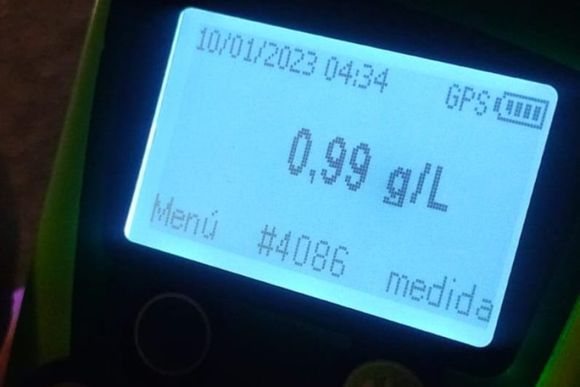 10/01/2023 04:34
GPS
0,99 g/L
Menú #4086 medida